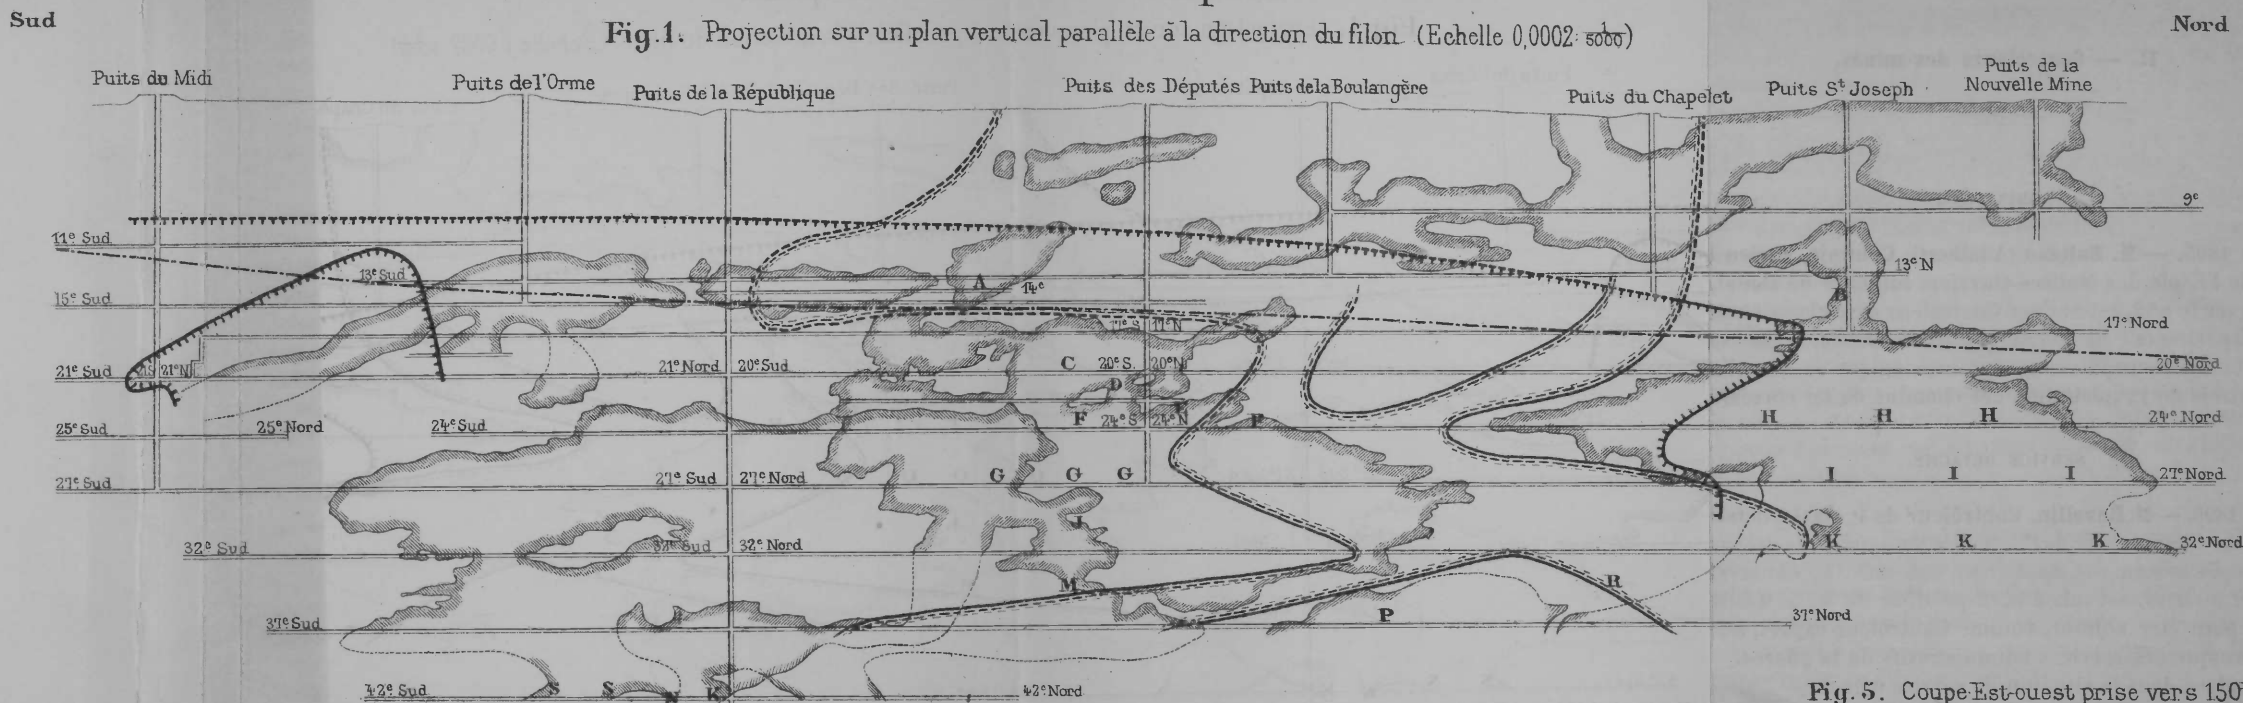 Sud
Nord
Fig.1. Projection sur un plan vertical parallèle à la direction du filon (Echelle 0,0002: 1/5000)
Puits du Midi
Puits de l'Orme
Puits de la République
Puits des Députés
Puits de la Boulangère
Puits du Chapelet
Puits St Joseph
Puits de la
Nouvelle Mine
9e
11e Sud
13e Sud
A
14e
13e N
B
15e Sud
17e S
17e N
17e Nord
21e Sud
21e N
21e Nord
20e Sud
C
20e S.
20e N
20e Nord
D
25e Sud
25e Nord
24e Sud
F
24e S
24e N
F
H
H
H
24e Nord
27e Sud
27e Sud
27e Nord
G
G
G
I
I
I
27e Nord
J
32e Sud
32e Sud
32e Nord
K
K
K
32e Nord
M
R
P
37e Sud
37e Nord
42e Sud
S
S
N
K
42e Nord
Fig. 5. Coupe Est-ouest prise vers 150